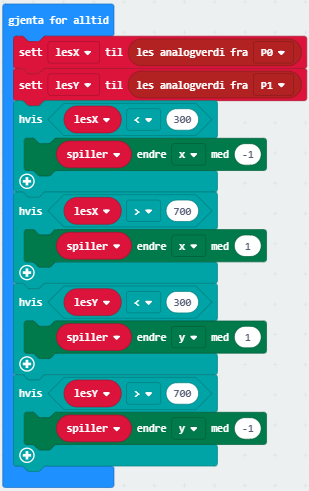 gjenta for alltid
sett lesX til les analogverdi fra P0
sett lesY til les analogverdi fra P1
hvis lesX < 300
spiller endre x med -1
hvis lesX > 700
spiller endre x med 1
hvis lesY < 300
spiller endre y med 1
hvis lesY > 700
spiller endre y med -1